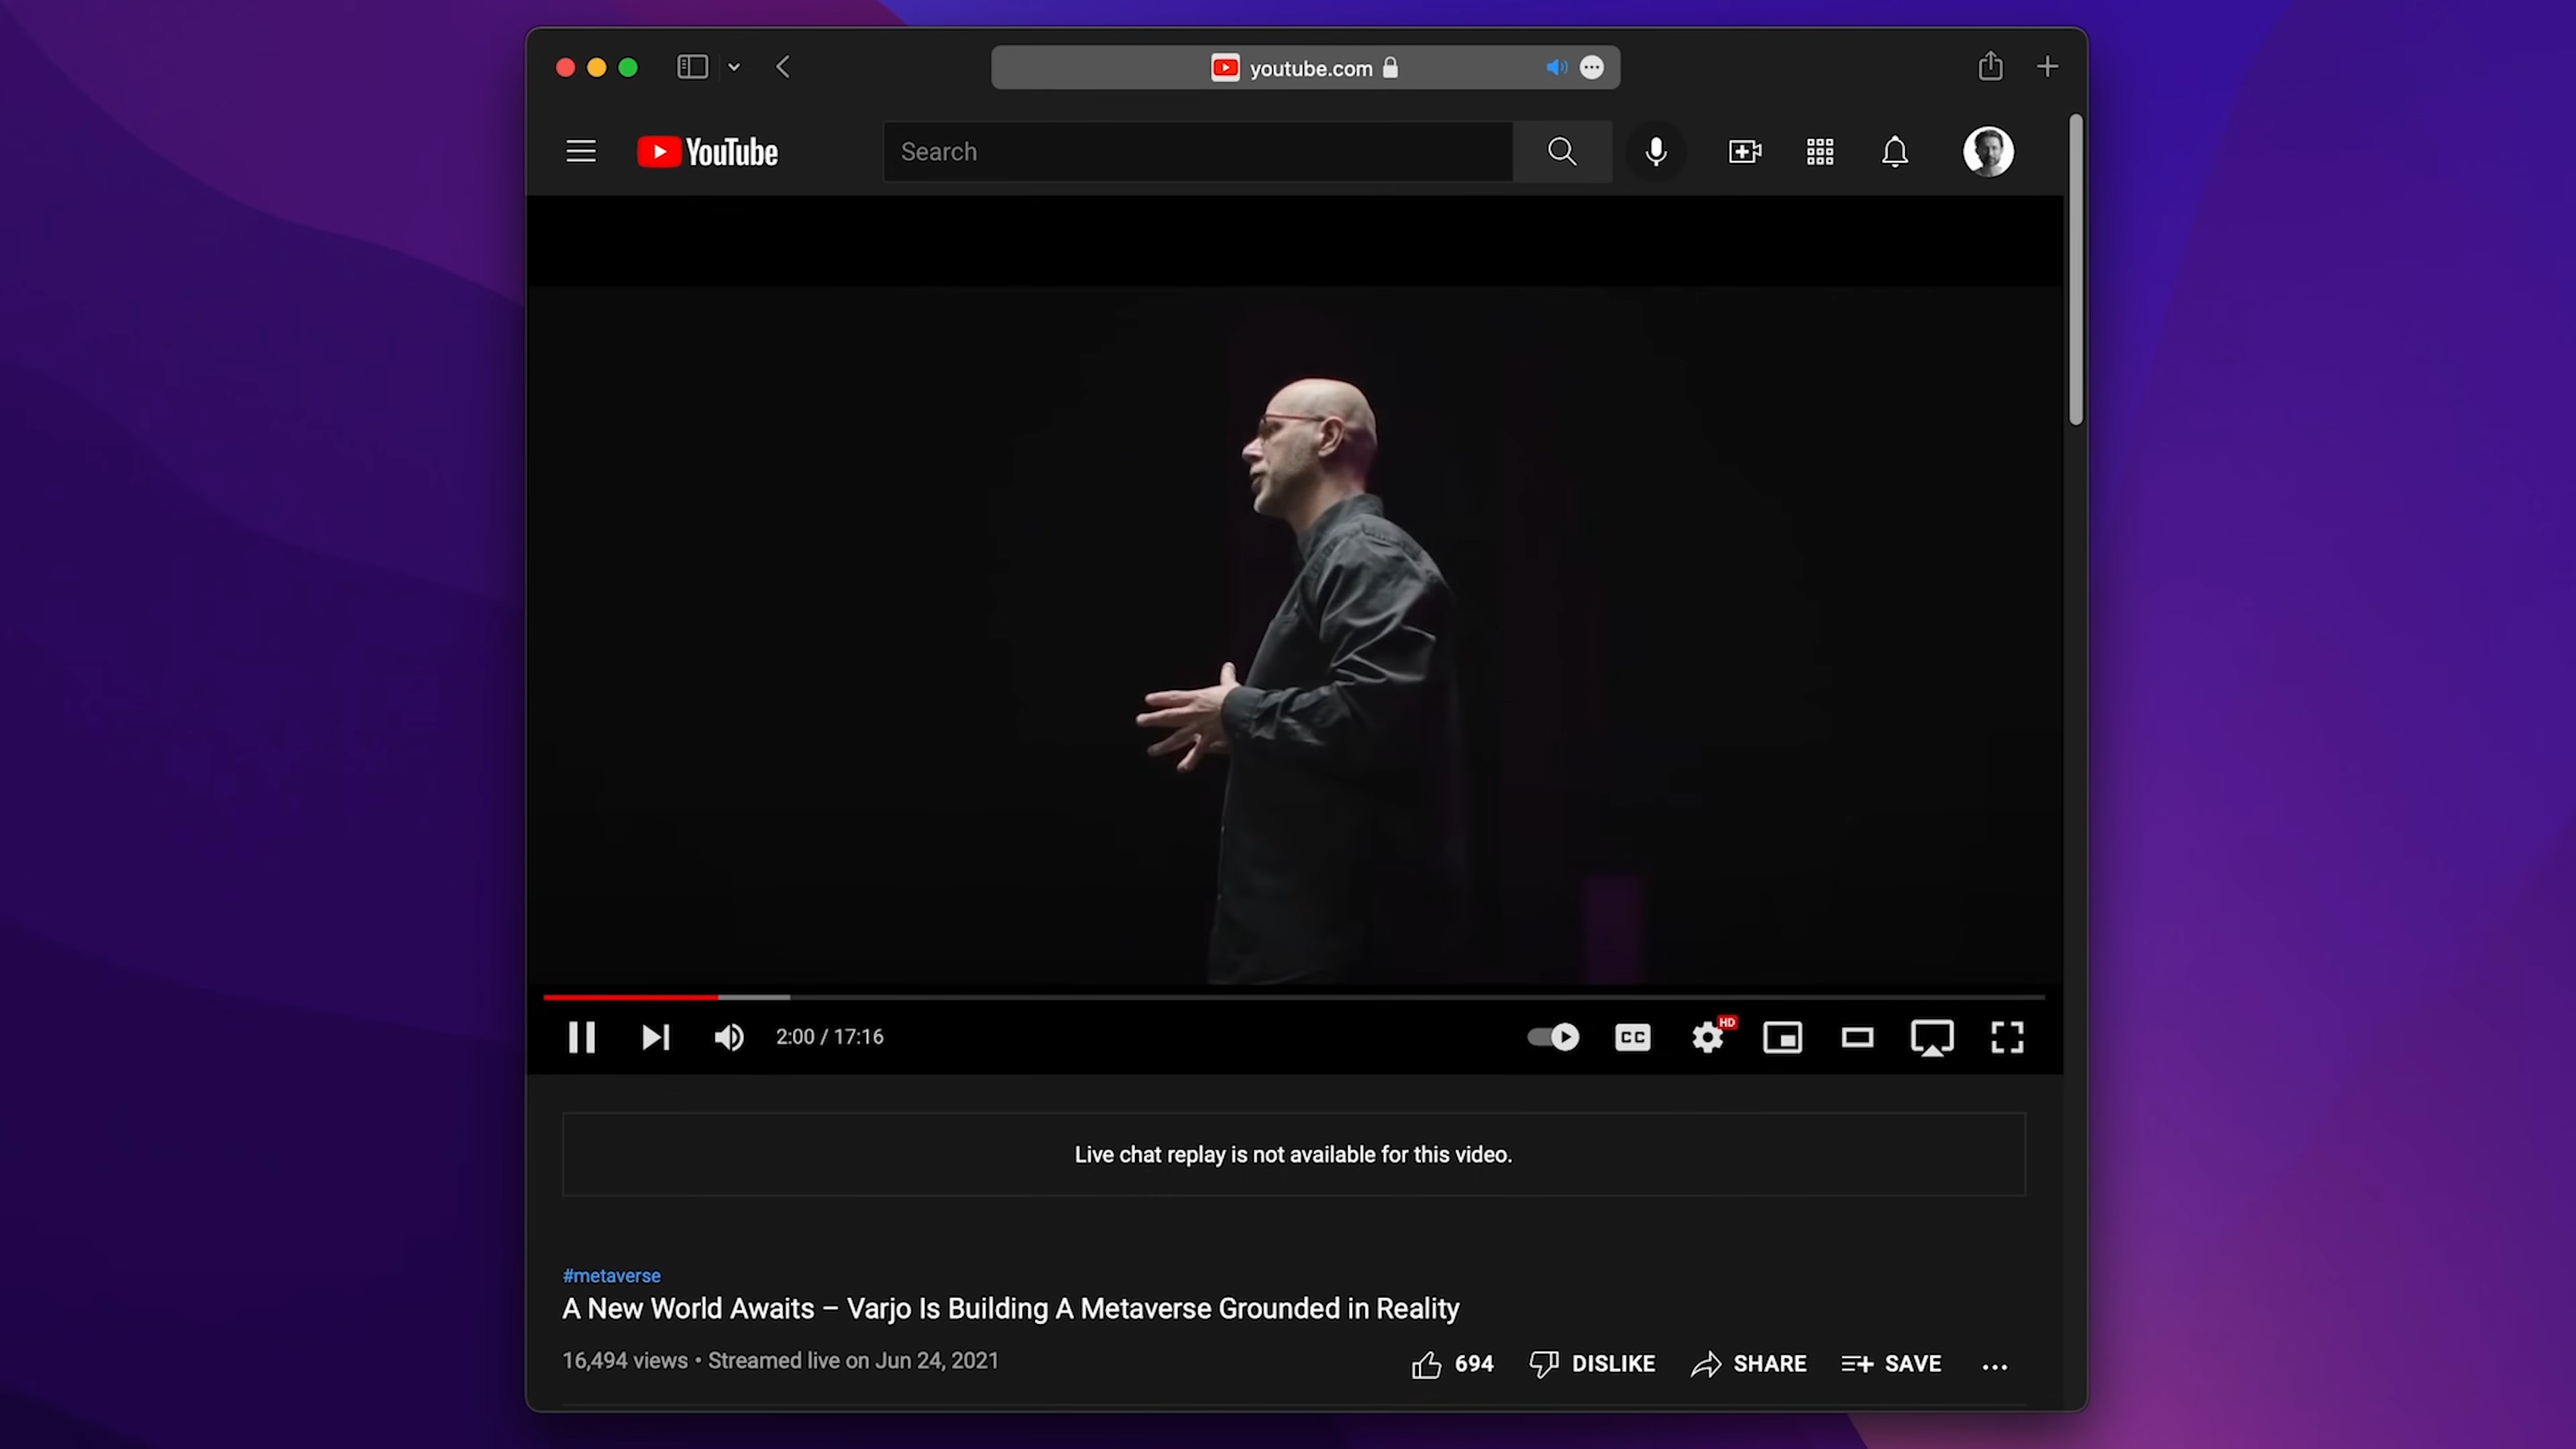 youtube.com
YouTube
Search
2:00 / 17:16
CC
HD
Live chat replay is not available for this video.
#metaverse
A New World Awaits – Varjo Is Building A Metaverse Grounded in Reality
16,494 views • Streamed live on Jun 24, 2021
694 DISLIKE SHARE SAVE